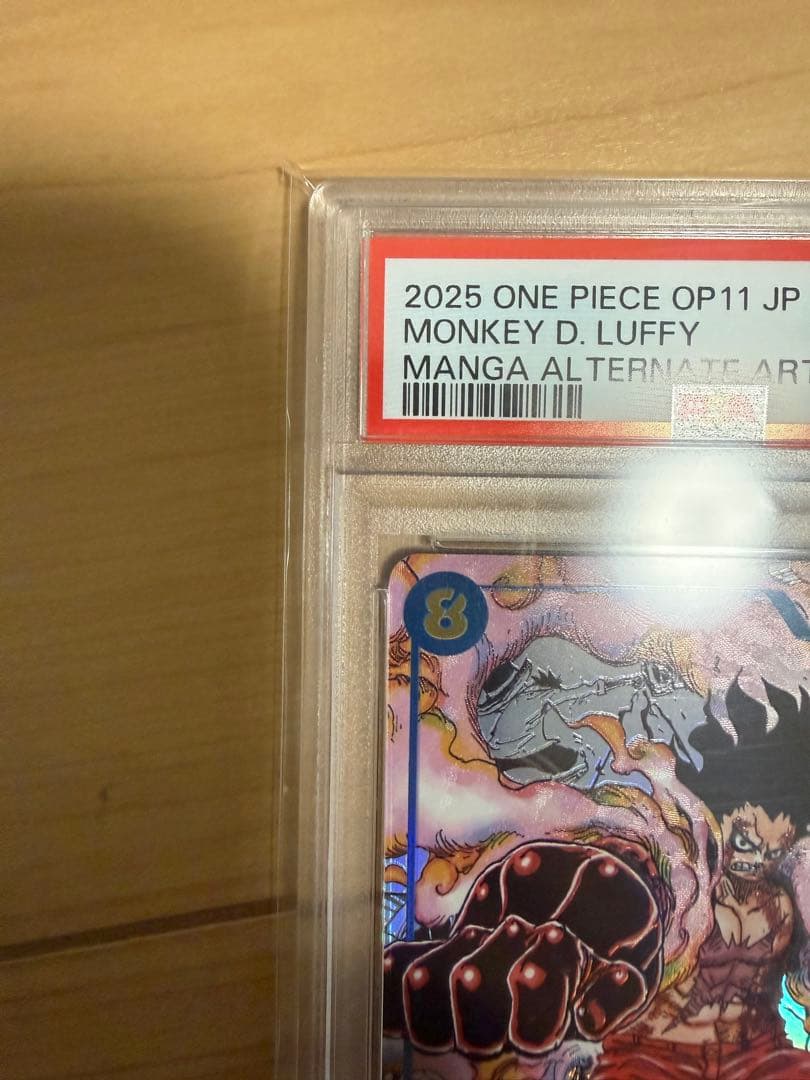 2025 ONE PIECE OP11 JP
MONKEY D. LUFFY
MANGA ALTERNATE ART
8